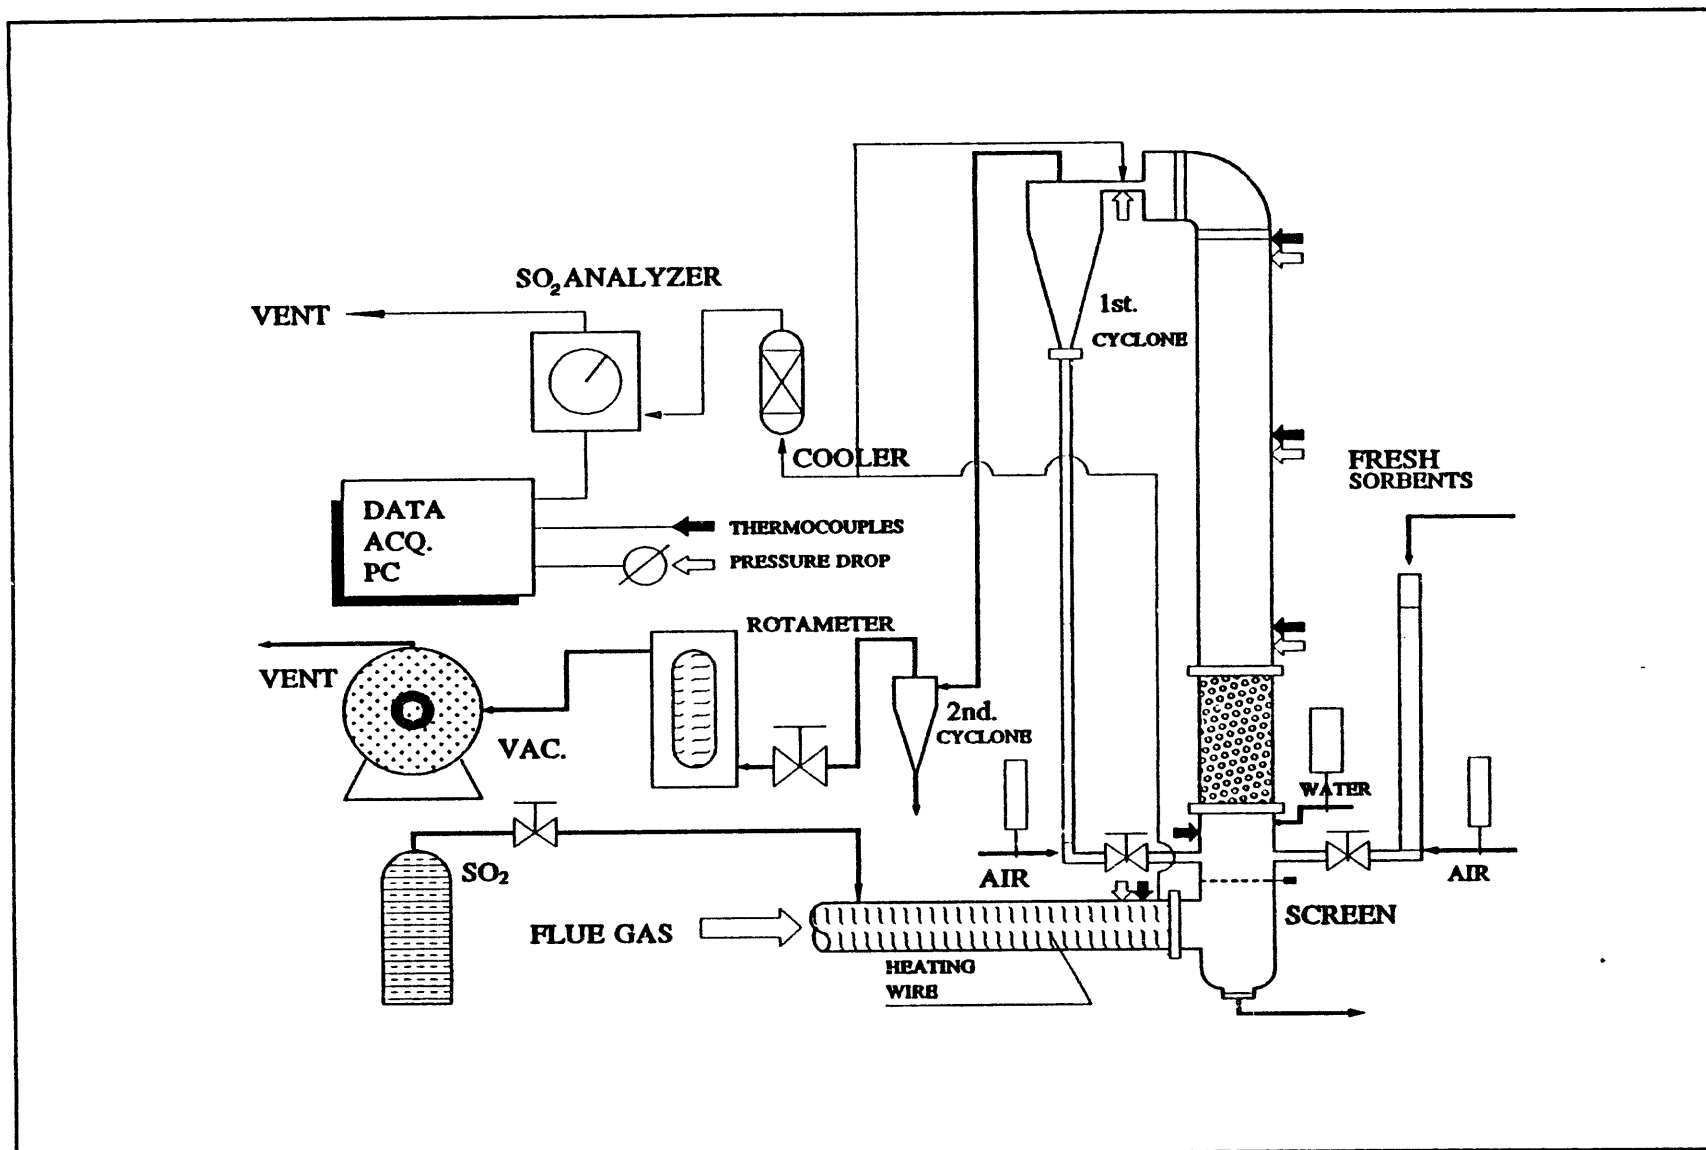 SO₂ ANALYZER
VENT
1st.
CYCLONE
COOLER
FRESH
SORBENTS
DATA
ACQ.
PC
THERMOCOUPLES
PRESSURE DROP
ROTAMETER
VENT
VAC.
2nd.
CYCLONE
WATER
SO₂
AIR
AIR
SCREEN
FLUE GAS
HEATING
WIRE